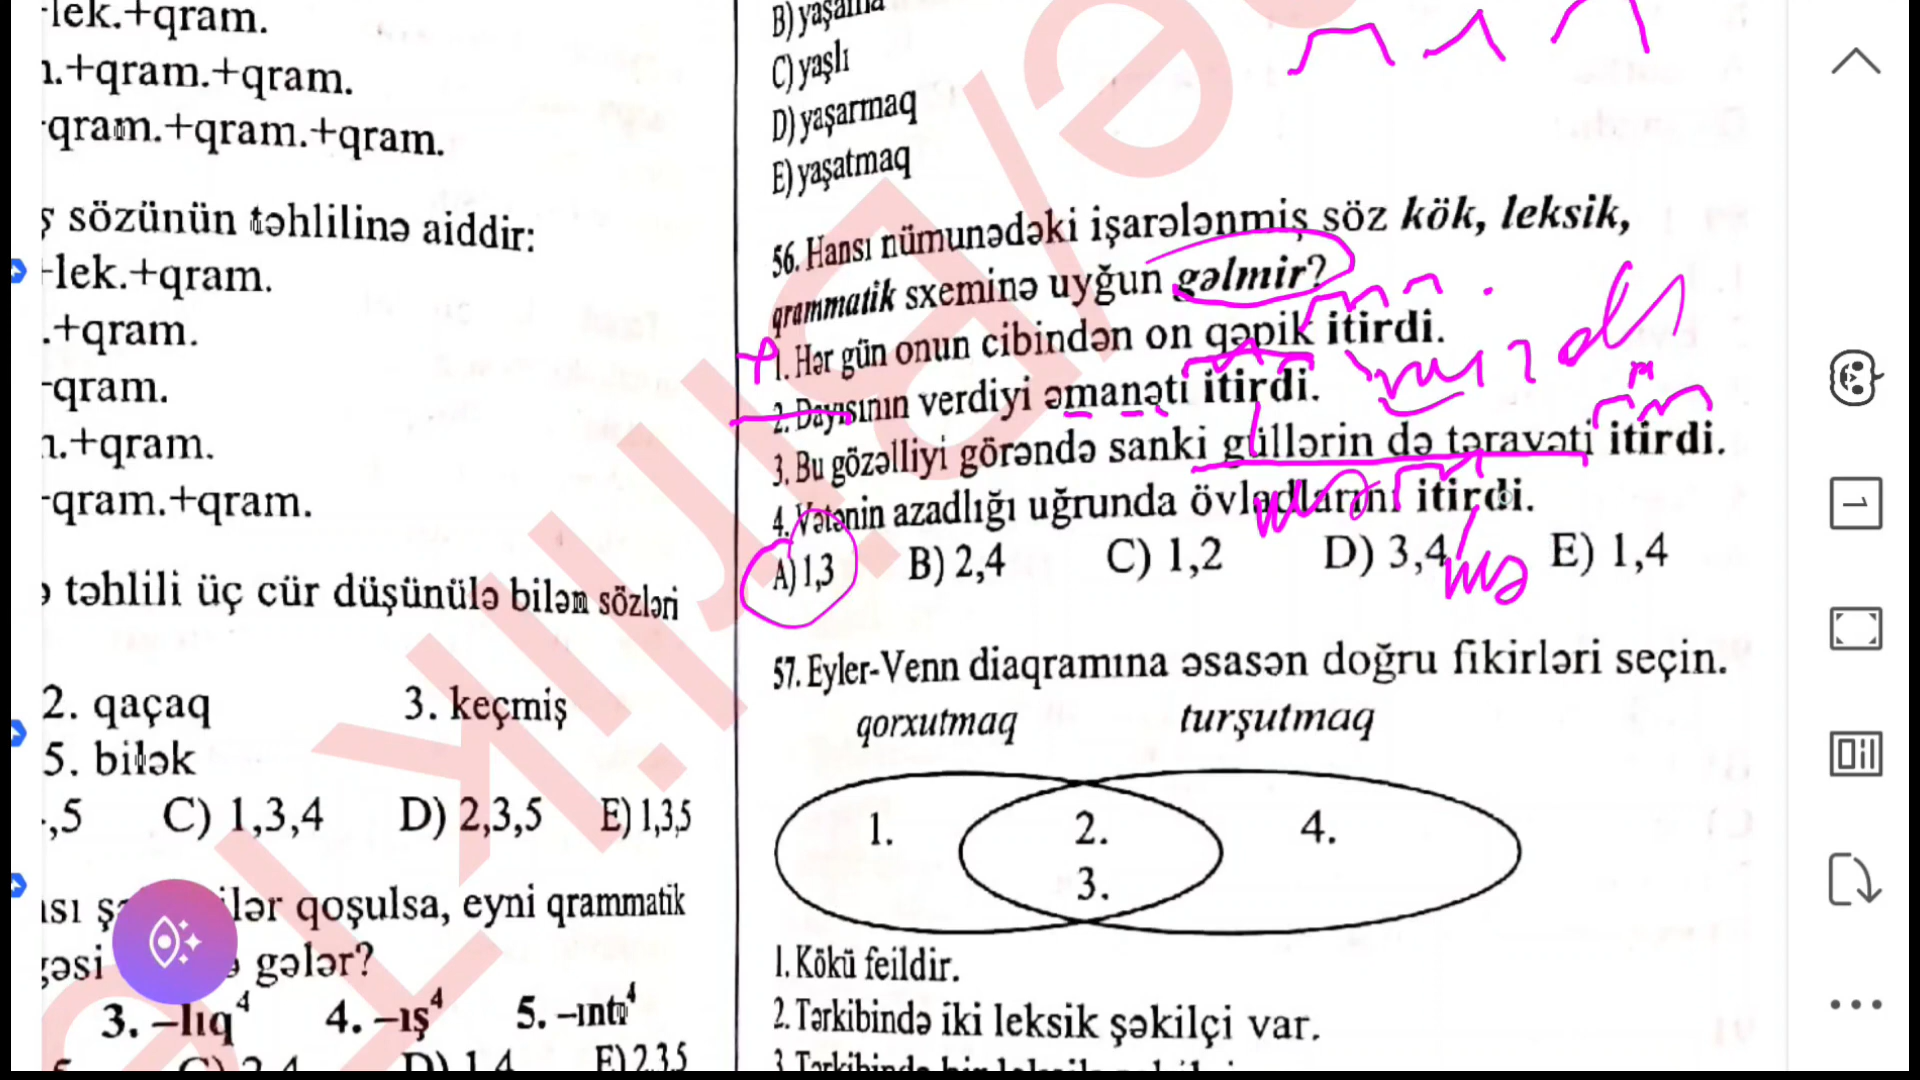 -lek.+qram.
.+qram.+qram.
-qram.+qram.+qram.
sözünün təhlilinə aiddir:
-lek.+qram.
.+qram.
-qram.
.+qram.
-qram.+qram.
təhlili üç cür düşünülə bilən sözləri
2. qaçaq 3. keçmiş
5. bilək
,5 C) 1,3,4 D) 2,3,5 E) 1,3,5
qoşulsa, eyni qrammatik
gələr?
3. –lıq⁴ 4. –ış⁴ 5. –ıntı⁴
E) 2,3,5
B) yaşama
C) yaşlı
D) yaşarmaq
E) yaşatmaq
56. Hansı nümunədəki işarələnmiş söz kök, leksik,
qrammatik sxeminə uyğun gəlmir?
1. Hər gün onun cibindən on qəpik itirdi.
2. Dayısının verdiyi əmanəti itirdi.
3. Bu gözəlliyi görəndə sanki güllərin də təravəti itirdi.
4. Vətənin azadlığı uğrunda övladlarını itirdi.
A) 1,3 B) 2,4 C) 1,2 D) 3,4 E) 1,4
57. Eyler-Venn diaqramına əsasən doğru fikirləri seçin.
qorxutmaq turşutmaq
1. 2. 4.
3.
1. Kökü feildir.
2. Tərkibində iki leksik şəkilçi var.